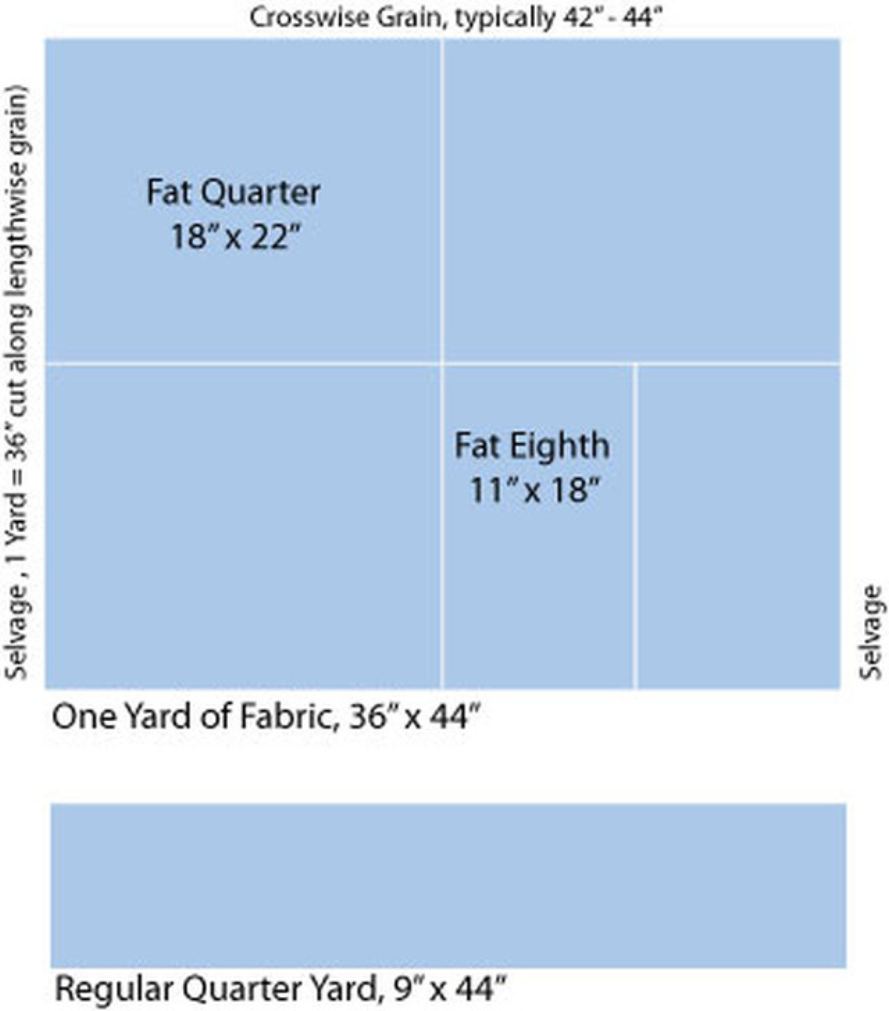 Crosswise Grain, typically 42” - 44”
Selvage , 1 Yard = 36” cut along lengthwise grain)
Fat Quarter
18” x 22”
Fat Eighth
11” x 18”
Selvage
One Yard of Fabric, 36” x 44”
Regular Quarter Yard, 9” x 44”